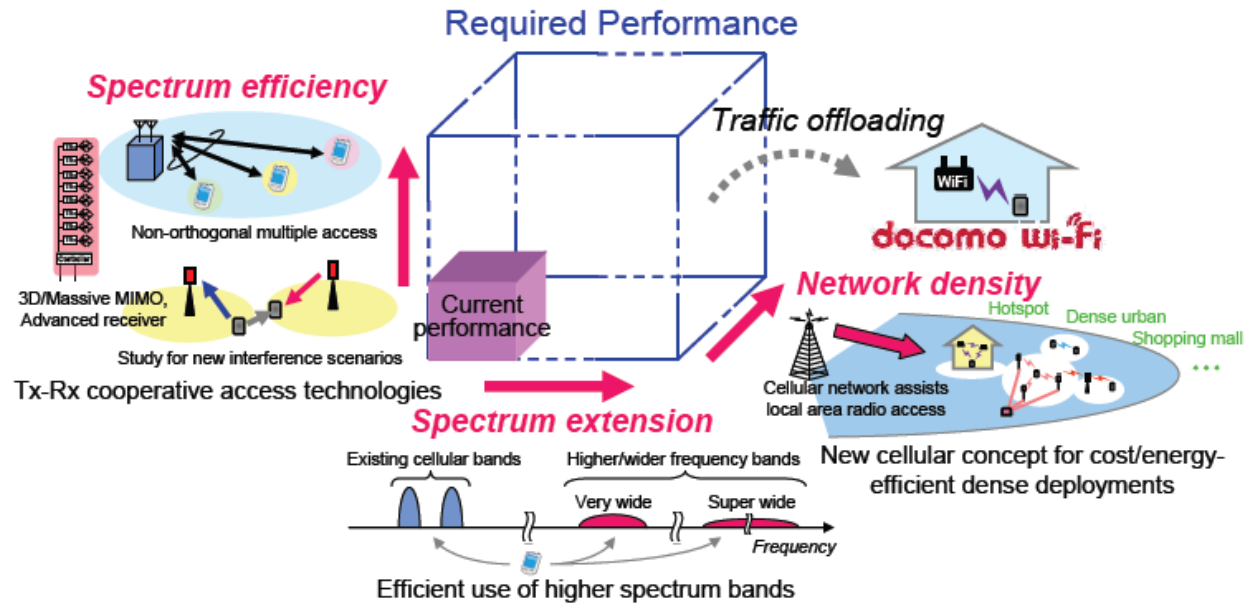 Required Performance
Spectrum efficiency
Non-orthogonal multiple access
3D/Massive MIMO,
Advanced receiver
Study for new interference scenarios
Tx-Rx cooperative access technologies
Current
performance
Traffic offloading
WiFi
docomo Wi-Fi
Network density
Hotspot
Dense urban
Shopping mall
Cellular network assists
local area radio access
New cellular concept for cost/energy-
efficient dense deployments
Spectrum extension
Existing cellular bands
Higher/wider frequency bands
Very wide
Super wide
Frequency
Efficient use of higher spectrum bands